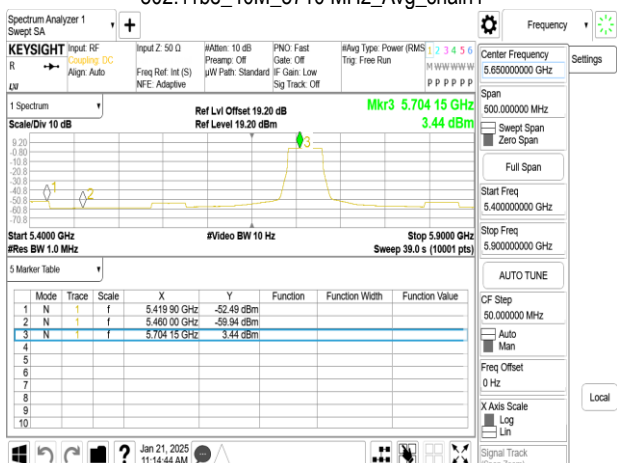 802.11bs_10M_5710 MHz_Avg_chain1
Spectrum Analyzer 1
Swept SA
Frequency
KEYSIGHT
R
Input: RF
Coupling: DC
Align: Auto
Input Z: 50 Ω
Freq Ref: Int (S)
NFE: Adaptive
#Atten: 10 dB
Preamp: Off
µW Path: Standard
PNO: Fast
Gate: Off
IF Gain: Low
Sig Track: Off
#Avg Type: Power (RMS
Trig: Free Run
1 2 3 4 5 6
M W W W W W
P P P P P P
Settings
Center Frequency
5.650000000 GHz
Span
500.000000 MHz
Swept Span
Zero Span
Full Span
Start Freq
5.400000000 GHz
Stop Freq
5.900000000 GHz
AUTO TUNE
CF Step
50.000000 MHz
Auto
Man
Freq Offset
0 Hz
X Axis Scale
Log
Lin
Signal Track
Local
1 Spectrum
Scale/Div 10 dB
Ref Lvl Offset 19.20 dB
Ref Level 19.20 dBm
Mkr3 5.704 15 GHz
3.44 dBm
9.20
-0.80
-10.8
-20.8
-30.8
-40.8
-50.8
-60.8
-70.8
1
2
3
Start 5.4000 GHz
#Res BW 1.0 MHz
#Video BW 10 Hz
Stop 5.9000 GHz
Sweep 39.0 s (10001 pts)
5 Marker Table
Mode Trace Scale X Y Function Function Width Function Value
1 N 1 f 5.419 90 GHz -52.49 dBm
2 N 1 f 5.460 00 GHz -59.94 dBm
3 N 1 f 5.704 15 GHz 3.44 dBm
4
5
6
7
8
9
10
?
Jan 21, 2025
11:14:44 AM